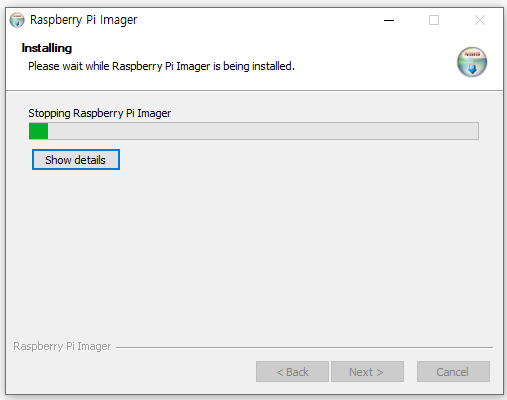 Raspberry Pi Imager
Installing
Please wait while Raspberry Pi Imager is being installed.
Stopping Raspberry Pi Imager
Show details
Raspberry Pi Imager
< Back
Next >
Cancel